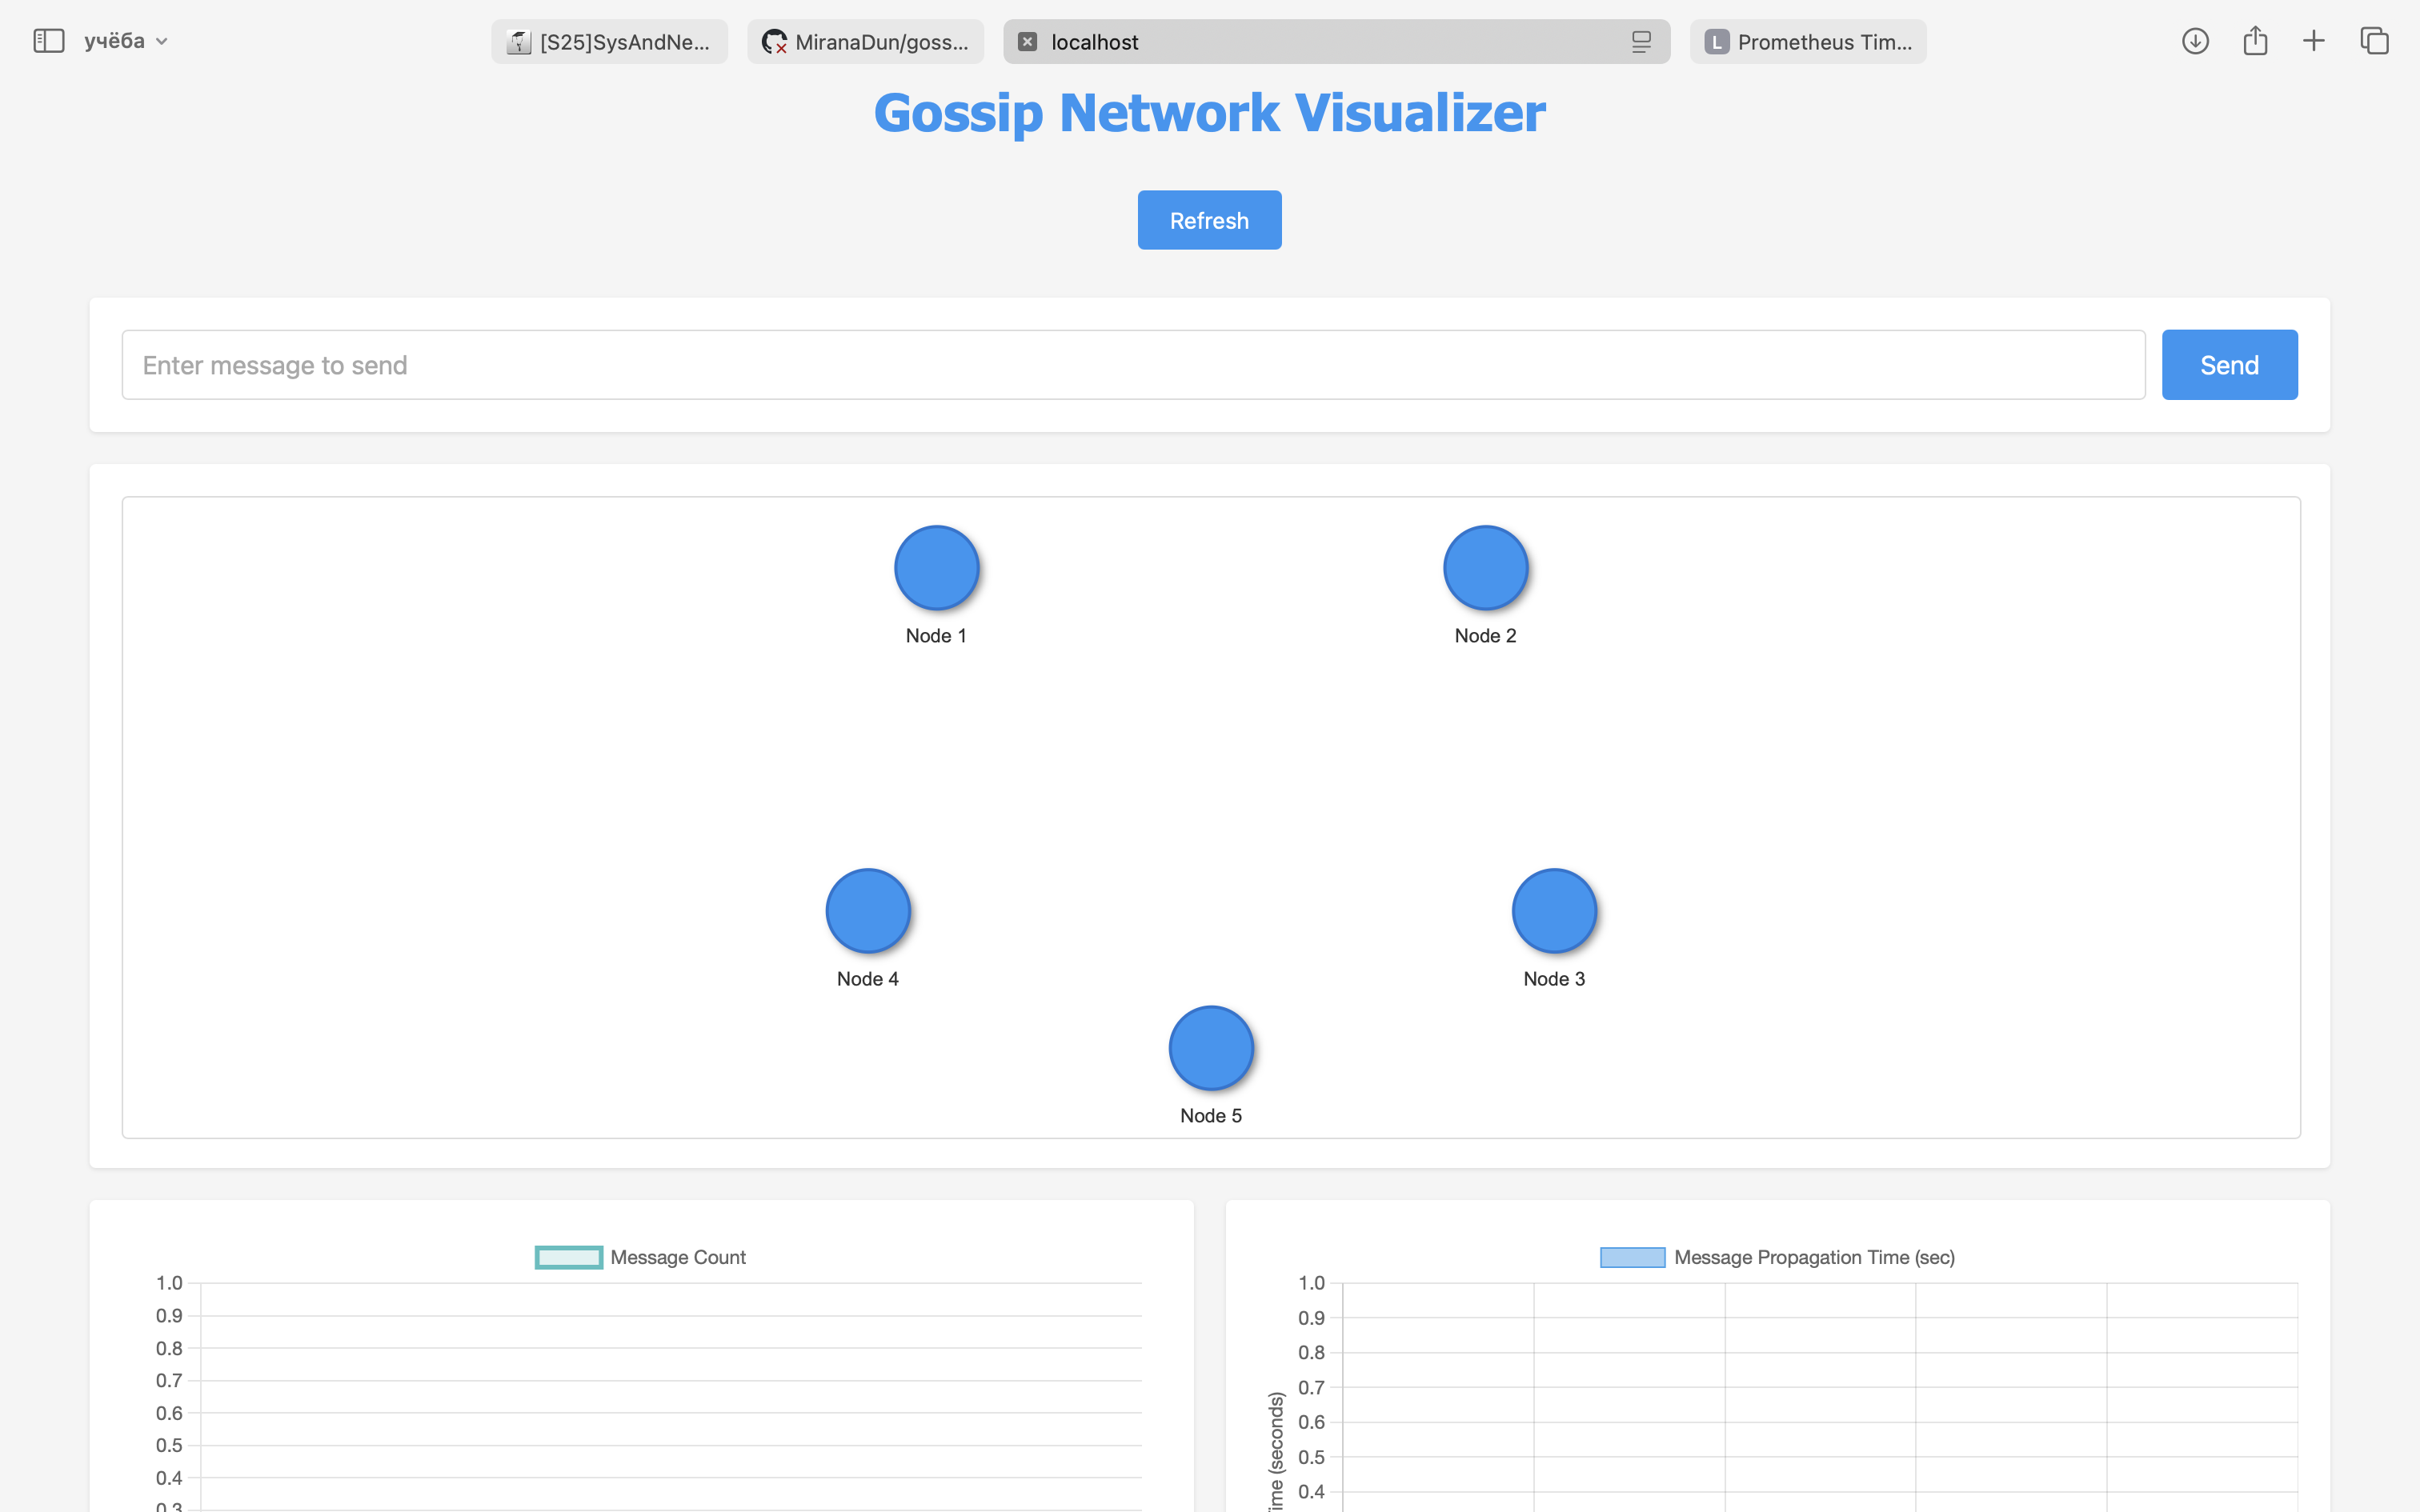 учёба
[S25]SysAndNe...
MiranaDun/goss...
localhost
L
Prometheus Tim...
Gossip Network Visualizer
Refresh
Enter message to send
Send
Node 1
Node 2
Node 4
Node 3
Node 5
Message Count
1.0
0.9
0.8
0.7
0.6
0.5
0.4
0.3
Message Propagation Time (sec)
ime (seconds)
1.0
0.9
0.8
0.7
0.6
0.5
0.4